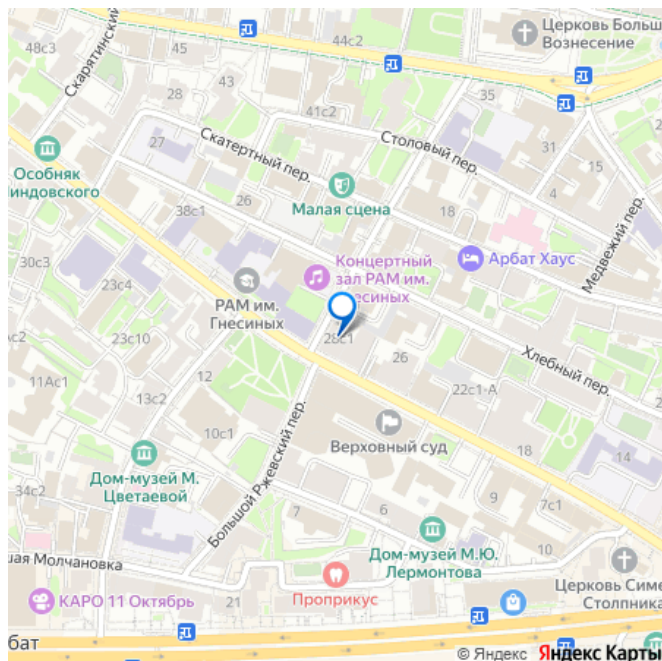 48с3
Скарятинский
45
44с2
Церковь Больш
Вознесение
43
28
41с2
35
Скатертный пер.
Столовый пер.
31
15
27
Особняк
Миндовского
Малая сцена
18
4
Медвежий пер.
26
38с1
30с3
Концертный
зал РАМ им.
Гнесиных
Арбат Хаус
23с4
РАМ им.
Гнесиных
28с1
26
Хлебный пер.
23с10
12
22с1-А
11Ас1
13с2
10с1
Верховный суд
18
14
Дом-музей М.
Цветаевой
Большой Ржевский пер.
34с2
9
7с1
7
6
10
Дом-музей М.Ю.
Лермонтова
шая Молчановка
Проприкус
Церковь Симе
Столпника
КАРО 11 Октябрь
21
бат
© Яндекс Яндекс Карты